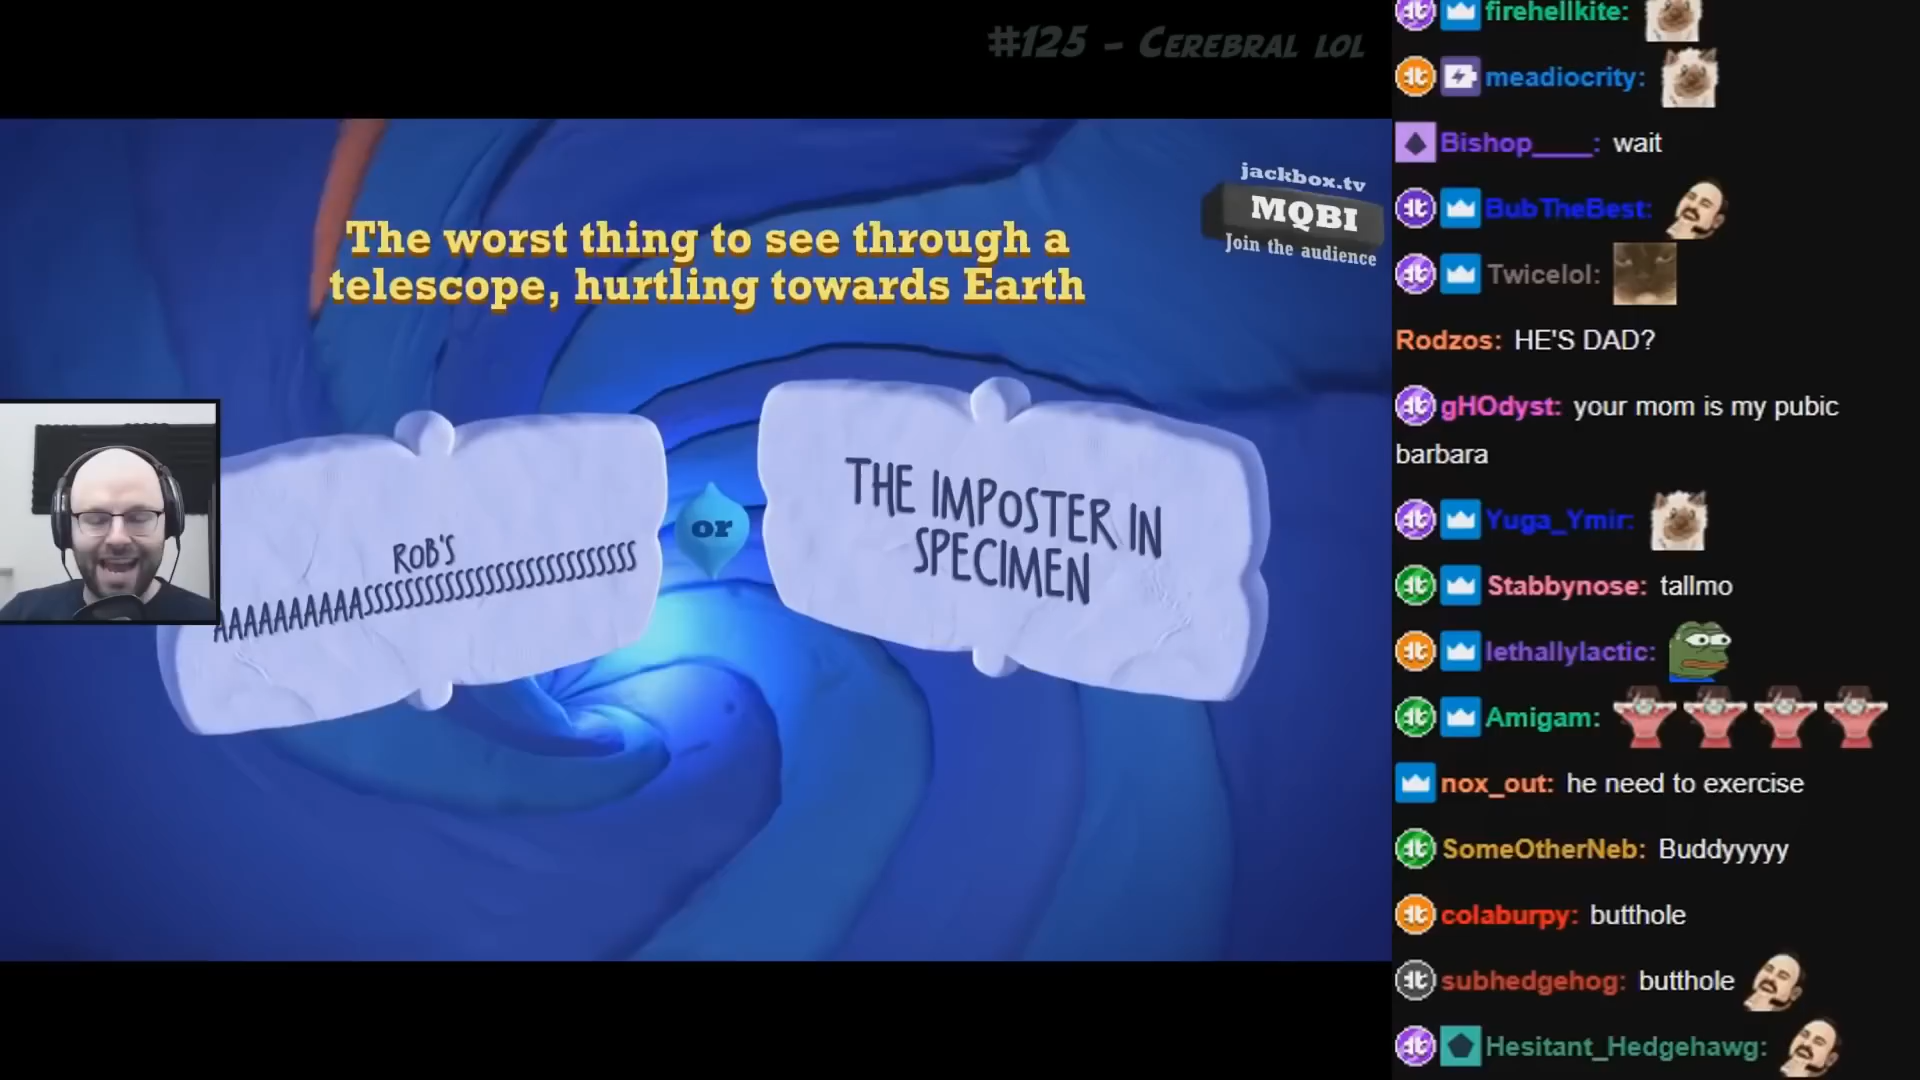 #125 - CEREBRAL LOL
jackbox.tv
MQBI
Join the audience
The worst thing to see through a
telescope, hurtling towards Earth
ROB'S
AAAAAAAAAASSSSSSSSSSSSSSSSSSSSSSSSSS
or
THE IMPOSTER IN
SPECIMEN
firehellkite:
meadiocrity:
Bishop____: wait
BubTheBest:
Twicelol:
Rodzos: HE'S DAD?
gHOdyst: your mom is my pubic
barbara
Yuga_Ymir:
Stabbynose: tallmo
lethallylactic:
Amigam:
nox_out: he need to exercise
SomeOtherNeb: Buddyyyyy
colaburpy: butthole
subhedgehog: butthole
Hesitant_Hedgehawg: